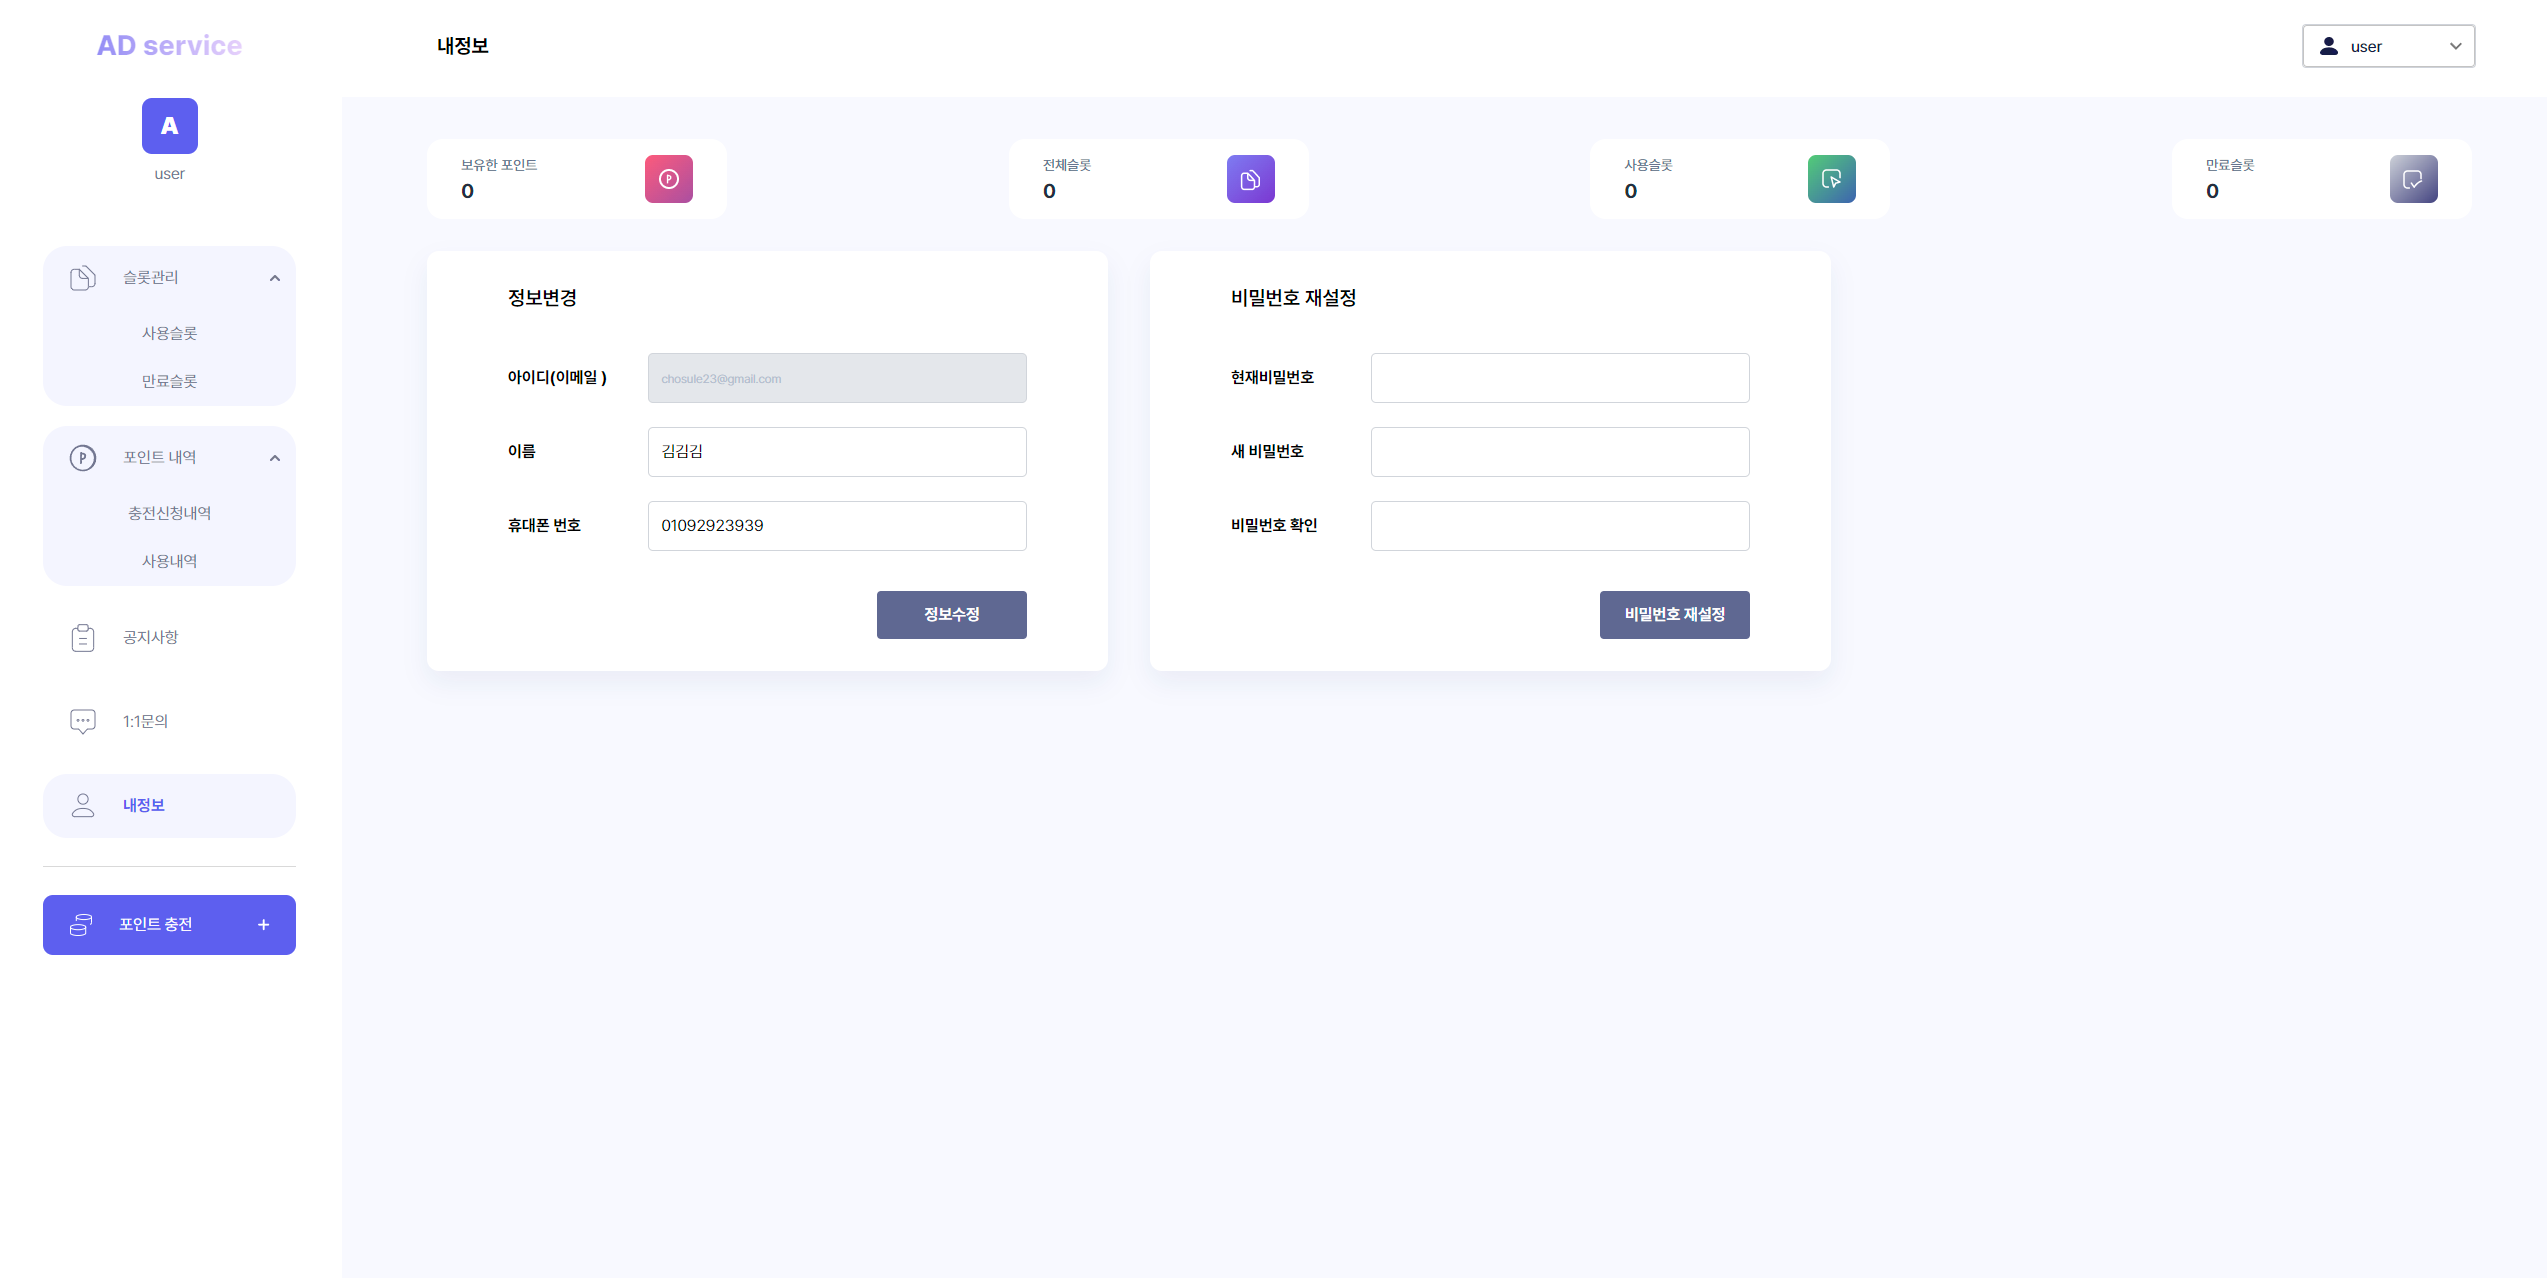 AD service
A
user
슬롯관리
사용슬롯
만료슬롯
포인트 내역
충전신청내역
사용내역
공지사항
1:1문의
내정보
포인트 충전 +
내정보
user
보유한 포인트
0
전체슬롯
0
사용슬롯
0
만료슬롯
0
정보변경
아이디(이메일 ) chosule23@gmail.com
이름 김김김
휴대폰 번호 01092923939
정보수정
비밀번호 재설정
현재비밀번호
새 비밀번호
비밀번호 확인
비밀번호 재설정